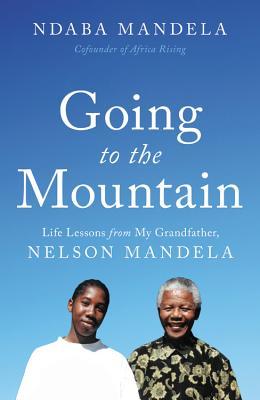 NDABA MANDELA
Cofounder of Africa Rising
Going
to the
Mountain
Life Lessons from My Grandfather,
NELSON MANDELA